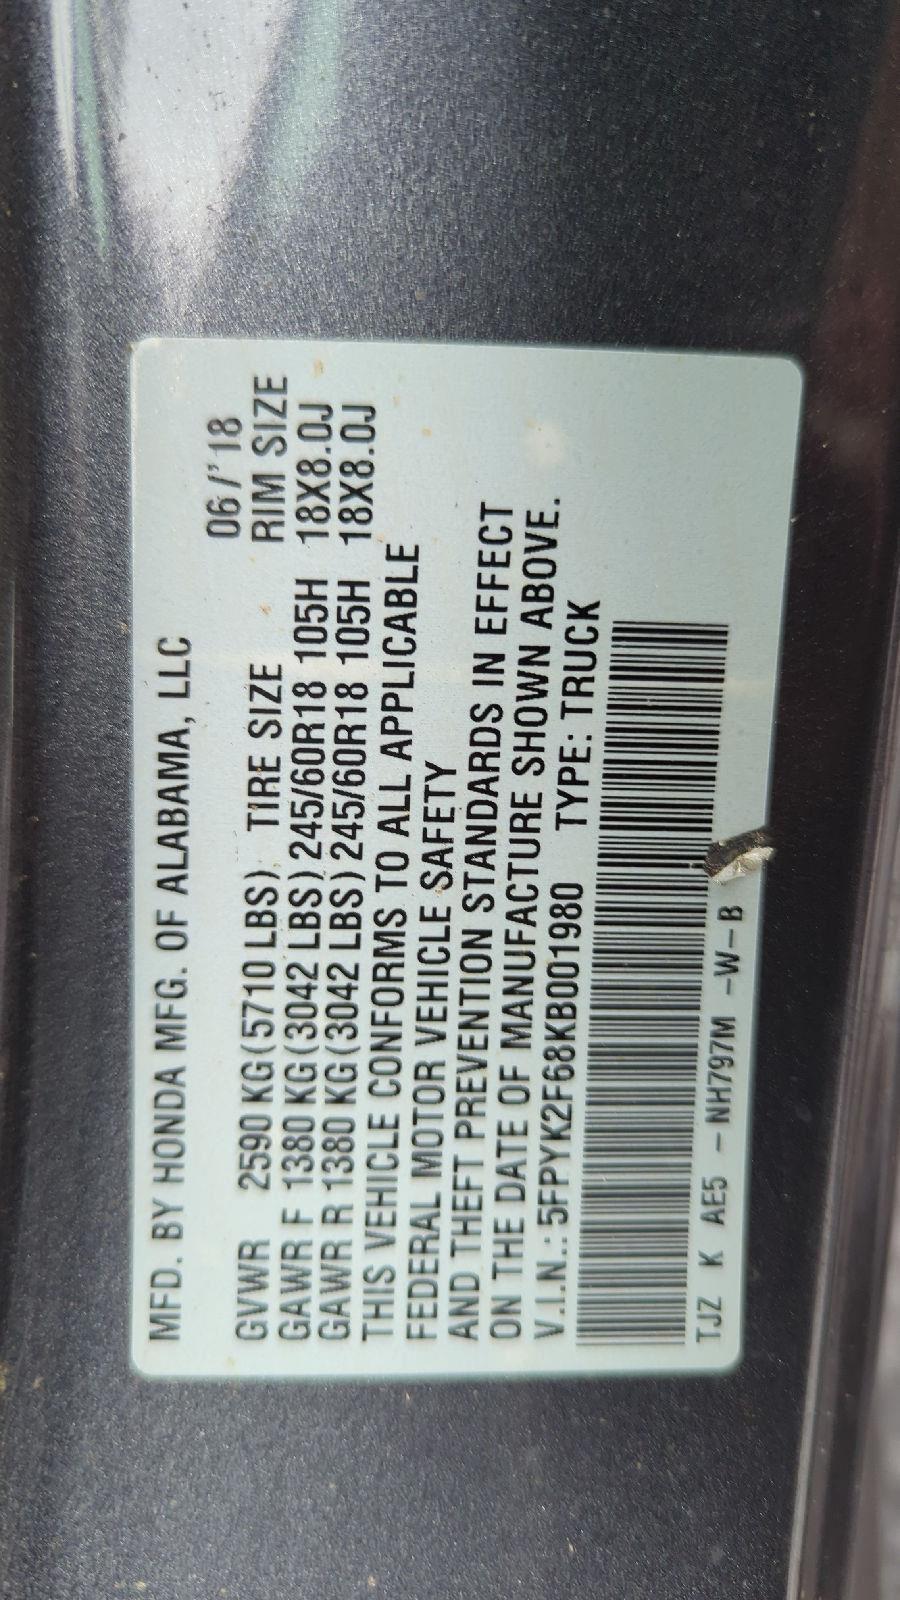 MFD. BY HONDA MFG. OF ALABAMA, LLC
06/'18
GVWR 2590 KG(5710 LBS) TIRE SIZE RIM SIZE
GAWR F 1380 KG(3042 LBS) 245/60R18 105H 18X8.0J
GAWR R 1380 KG(3042 LBS) 245/60R18 105H 18X8.0J
THIS VEHICLE CONFORMS TO ALL APPLICABLE
FEDERAL MOTOR VEHICLE SAFETY
AND THEFT PREVENTION STANDARDS IN EFFECT
ON THE DATE OF MANUFACTURE SHOWN ABOVE.
V.I.N.: 5FPYK2F68KB001980 TYPE: TRUCK
TJZ K AE5 -NH797M -W-B